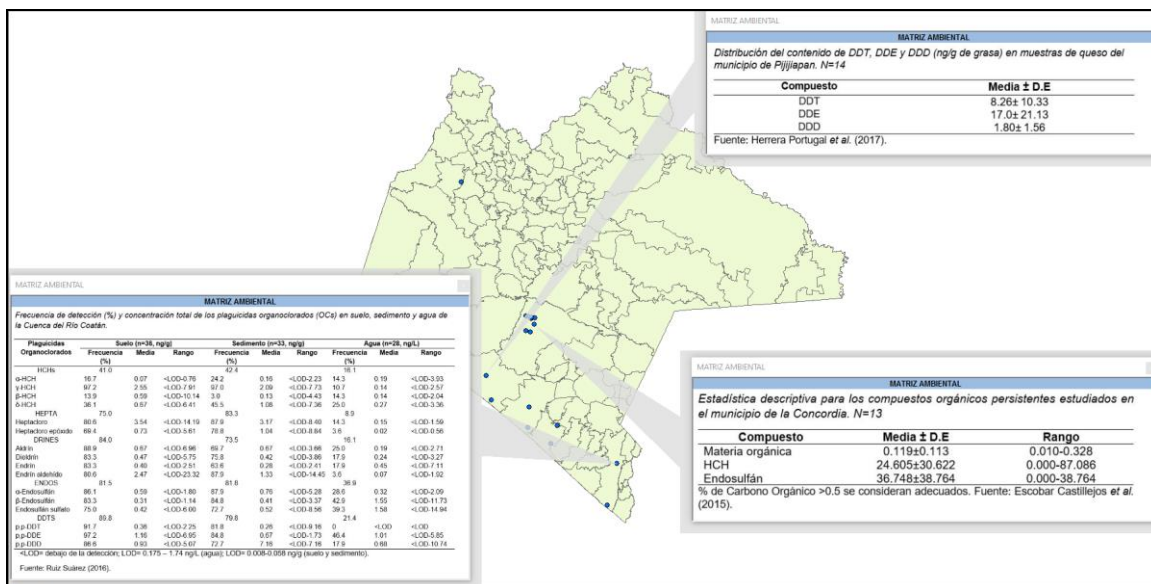 MATRIZ AMBIENTAL
MATRIZ AMBIENTAL
Distribución del contenido de DDT, DDE y DDD (ng/g de grasa) en muestras de queso del
municipio de Pijijiapan. N=14
Compuesto Media ± D.E
DDT 8.26± 10.33
DDE 17.0± 21.13
DDD 1.80± 1.56
Fuente: Herrera Portugal et al. (2017).
MATRIZ AMBIENTAL
MATRIZ AMBIENTAL
Frecuencia de detección (%) y concentración total de los plaguicidas organoclorados (OCs) en suelo, sedimento y agua de
la Cuenca del Río Coatán.
Plaguicidas Suelo (n=36, ng/g) Sedimento (n=33, ng/g) Agua (n=28, ng/L)
Organoclorados Frecuencia Media Rango Frecuencia Media Rango Frecuencia Media Rango
(%) (%) (%)
HCHs 41.0 42.4 16.1
α-HCH 16.7 0.07 <LOD-0.76 24.2 0.16 <LOD-2.23 14.3 0.19 <LOD-3.93
γ-HCH 97.2 2.55 <LOD-7.91 97.0 2.09 <LOD-7.73 10.7 0.14 <LOD-2.57
β-HCH 13.9 0.59 <LOD-10.14 3.0 0.13 <LOD-4.43 14.3 0.14 <LOD-2.04
δ-HCH 36.1 0.57 <LOD-6.41 45.5 1.08 <LOD-7.36 25.0 0.27 <LOD-3.36
HEPTA 75.0 83.3 8.9
Heptacloro 80.6 3.54 <LOD-14.19 87.9 3.17 <LOD-8.40 14.3 0.15 <LOD-1.59
Heptacloro epóxido 69.4 0.73 <LOD-5.61 78.8 1.04 <LOD-8.84 3.6 0.02 <LOD-0.56
DRINES 84.0 73.5 16.1
Aldrín 88.9 0.67 <LOD-6.96 69.7 0.67 <LOD-3.66 25.0 0.19 <LOD-2.71
Dieldrín 83.3 0.47 <LOD-5.75 75.8 0.42 <LOD-3.86 17.9 0.24 <LOD-3.27
Endrín 83.3 0.40 <LOD-2.51 63.6 0.28 <LOD-2.41 17.9 0.45 <LOD-7.11
Endrín aldehído 80.6 2.47 <LOD-23.32 87.9 1.33 <LOD-14.45 3.6 0.07 <LOD-1.92
ENDOS 81.5 81.8 36.9
α-Endosulfán 86.1 0.59 <LOD-1.80 87.9 0.76 <LOD-5.28 28.6 0.32 <LOD-2.09
β-Endosulfán 83.3 0.31 <LOD-1.14 84.8 0.41 <LOD-3.37 42.9 1.55 <LOD-11.73
Endosulfán sulfato 75.0 0.42 <LOD-6.00 72.7 0.52 <LOD-8.56 39.3 1.58 <LOD-14.94
DDTS 89.8 79.8 21.4
p,p-DDT 91.7 0.36 <LOD-2.25 81.8 0.26 <LOD-9.16 0 <LOD <LOD
p,p-DDE 97.2 1.16 <LOD-6.95 84.8 0.67 <LOD-1.73 46.4 1.01 <LOD-5.85
p,p-DDD 86.6 0.93 <LOD-5.07 72.7 7.16 <LOD-7.16 17.9 0.68 <LOD-10.74
<LOD= debajo de la detección; LOD= 0.175 – 1.74 ng/L (agua); LOD= 0.008-0.058 ng/g (suelo y sedimento).
Fuente: Ruiz Suárez (2016).
MATRIZ AMBIENTAL
MATRIZ AMBIENTAL
Estadística descriptiva para los compuestos orgánicos persistentes estudiados en
el municipio de la Concordia. N=13
Compuesto Media ± D.E Rango
Materia orgánica 0.119±0.113 0.010-0.328
HCH 24.605±30.622 0.000-87.086
Endosulfán 36.748±38.764 0.000-38.764
% de Carbono Orgánico >0.5 se consideran adecuados. Fuente: Escobar Castillejos et al.
(2015).